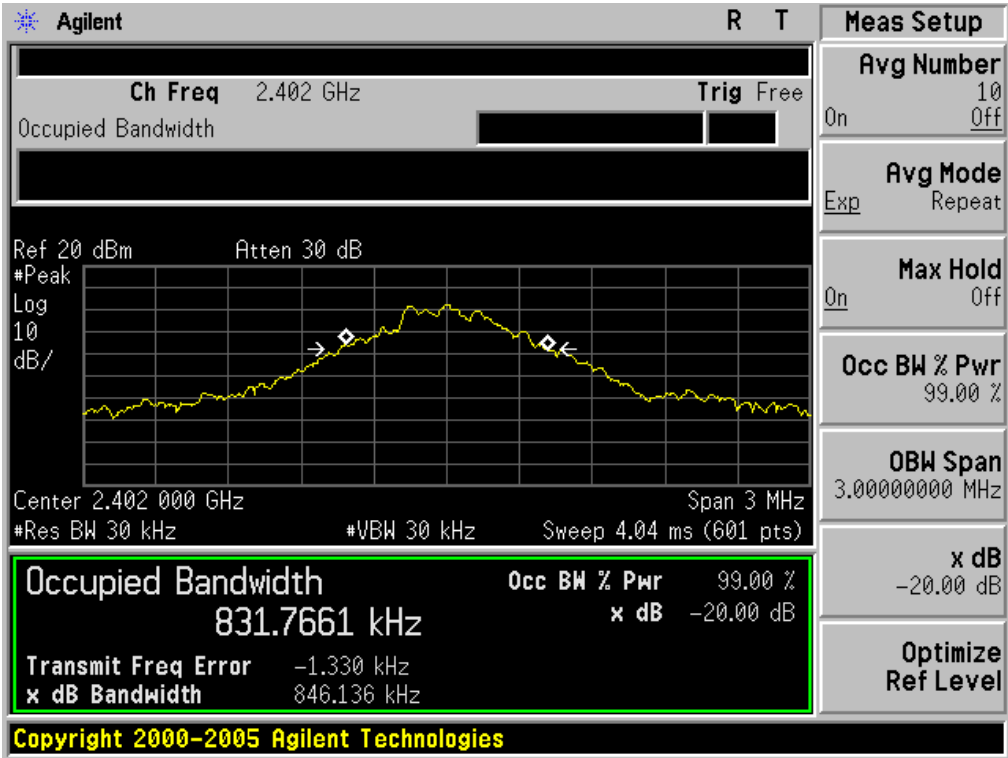 Agilent R T Meas Setup
Ch Freq 2.402 GHz Trig Free
Occupied Bandwidth
Avg Number
10
On Off
Avg Mode
Exp Repeat
Ref 20 dBm Atten 30 dB
#Peak
Log
10
dB/
Max Hold
On Off
Occ BW % Pwr
99.00 %
OBW Span
3.00000000 MHz
Center 2.402 000 GHz Span 3 MHz
#Res BW 30 kHz #VBW 30 kHz Sweep 4.04 ms (601 pts)
x dB
-20.00 dB
Optimize
Ref Level
Occupied Bandwidth Occ BW % Pwr 99.00 %
831.7661 kHz x dB -20.00 dB
Transmit Freq Error -1.330 kHz
x dB Bandwidth 846.136 kHz
Copyright 2000-2005 Agilent Technologies